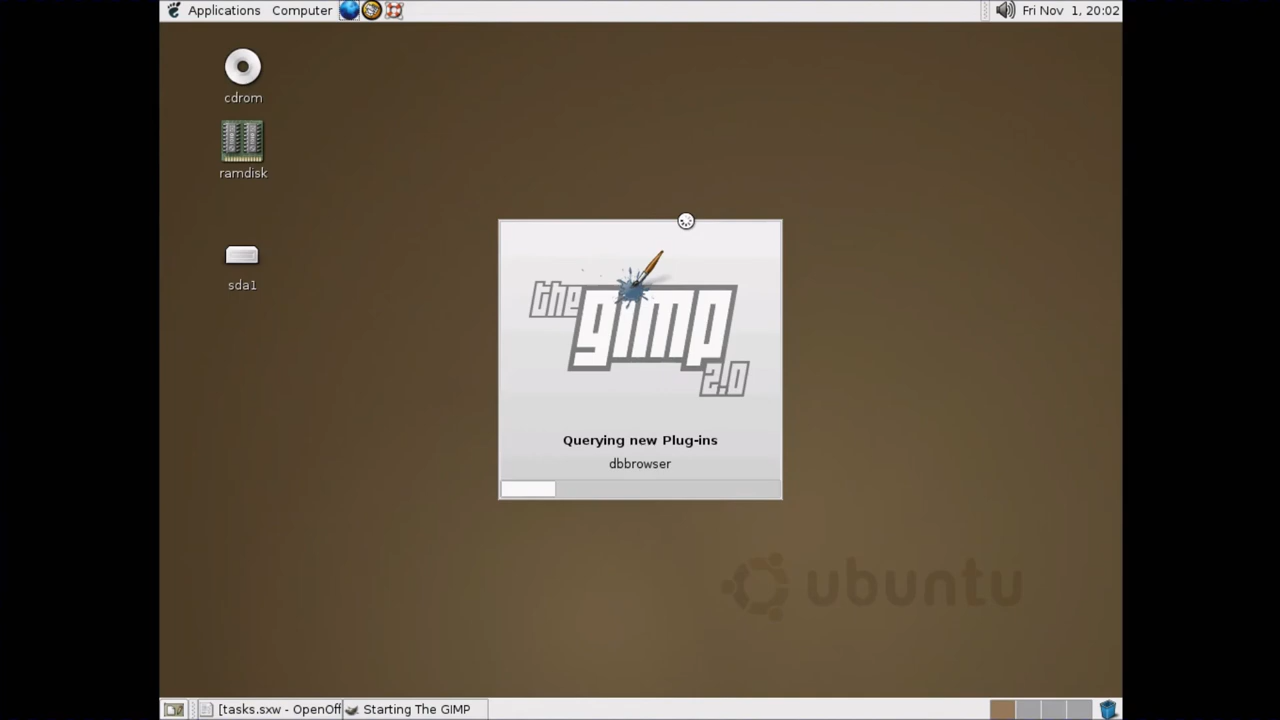 Applications Computer
Fri Nov 1, 20:02
cdrom
ramdisk
sda1
the gimp 2.0
Querying new Plug-ins
dbbrowser
ubuntu
[tasks.sxw - OpenOff
Starting The GIMP